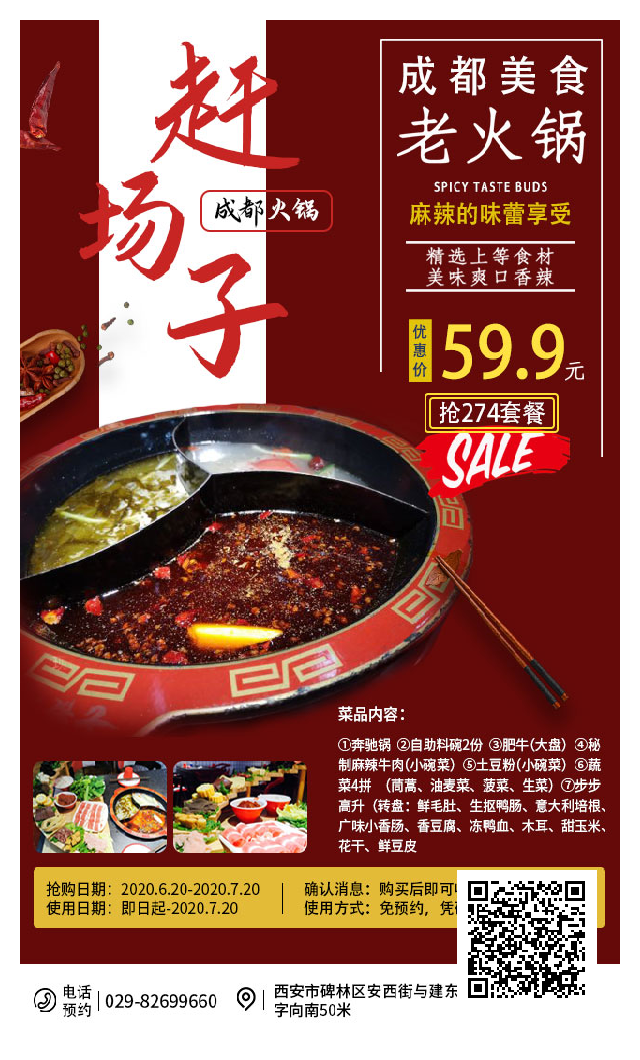 赶
场
子
成都火锅
成都美食
老火锅
SPICY TASTE BUDS
麻辣的味蕾享受
精选上等食材
美味爽口香辣
优惠价
59.9元
抢274套餐
SALE
菜品内容：
①奔驰锅 ②自助料碗2份 ③肥牛(大盘) ④秘
制麻辣牛肉(小碗菜) ⑤土豆粉(小碗菜) ⑥蔬
菜4拼 （茼蒿、油麦菜、菠菜、生菜）⑦步步
高升（转盘：鲜毛肚、生抠鸭肠、意大利培根、
广味小香肠、香豆腐、冻鸭血、木耳、甜玉米、
花干、鲜豆皮
抢购日期：2020.6.20-2020.7.20
使用日期：即日起-2020.7.20
确认消息：购买后即可
使用方式：免预约，凭
电话
预约
029-82699660
西安市碑林区安西街与建东
字向南50米